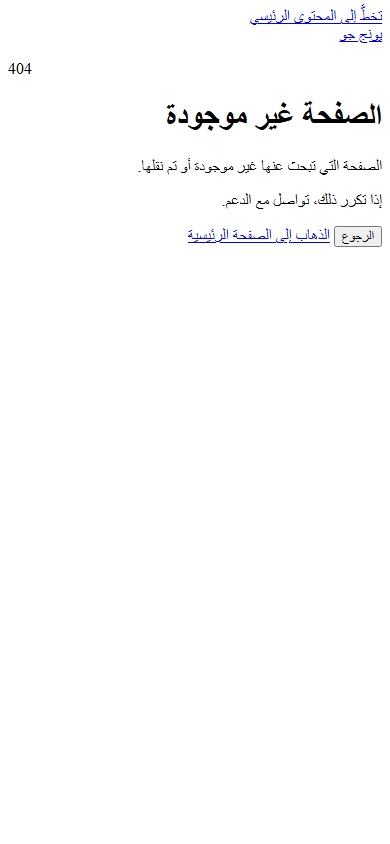 تخطَّ إلى المحتوى الرئيسي
يونج جو
404
الصفحة غير موجودة
الصفحة التي تبحث عنها غير موجودة أو تم نقلها.
إذا تكرر ذلك، تواصل مع الدعم.
الرجوع الذهاب إلى الصفحة الرئيسية